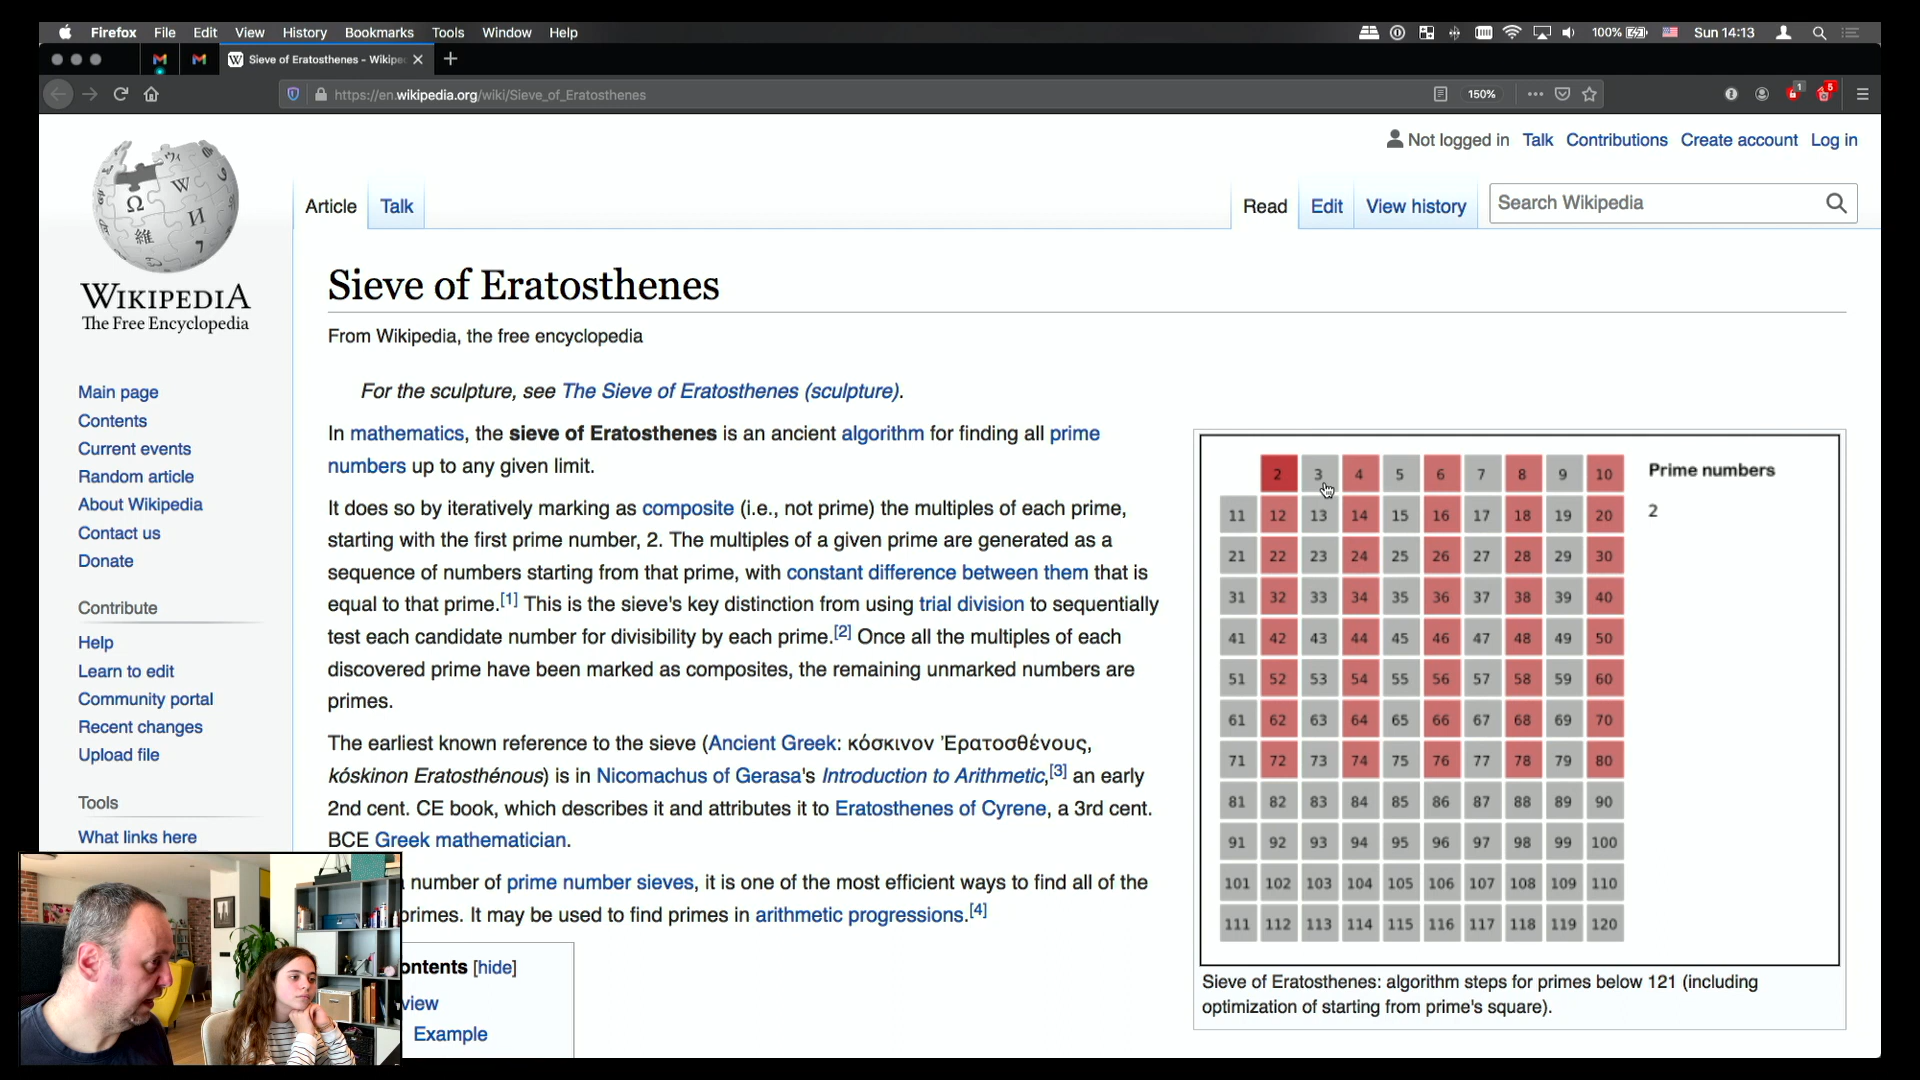 Firefox File Edit View History Bookmarks Tools Window Help 100% Sun 14:13
Sieve of Eratosthenes - Wikipe
https://en.wikipedia.org/wiki/Sieve_of_Eratosthenes 150% 1 5
Not logged in Talk Contributions Create account Log in
Article Talk Read Edit View history Search Wikipedia
WIKIPEDIA
The Free Encyclopedia
Main page
Contents
Current events
Random article
About Wikipedia
Contact us
Donate
Contribute
Help
Learn to edit
Community portal
Recent changes
Upload file
Tools
What links here
Sieve of Eratosthenes
From Wikipedia, the free encyclopedia
For the sculpture, see The Sieve of Eratosthenes (sculpture).
In mathematics, the sieve of Eratosthenes is an ancient algorithm for finding all prime
numbers up to any given limit.
It does so by iteratively marking as composite (i.e., not prime) the multiples of each prime,
starting with the first prime number, 2. The multiples of a given prime are generated as a
sequence of numbers starting from that prime, with constant difference between them that is
equal to that prime.[1] This is the sieve's key distinction from using trial division to sequentially
test each candidate number for divisibility by each prime.[2] Once all the multiples of each
discovered prime have been marked as composites, the remaining unmarked numbers are
primes.
The earliest known reference to the sieve (Ancient Greek: κόσκινον Ἐρατοσθένους,
kóskinon Eratosthénous) is in Nicomachus of Gerasa's Introduction to Arithmetic,[3] an early
2nd cent. CE book, which describes it and attributes it to Eratosthenes of Cyrene, a 3rd cent.
BCE Greek mathematician.
number of prime number sieves, it is one of the most efficient ways to find all of the
primes. It may be used to find primes in arithmetic progressions.[4]
ontents [hide]
view
Example
2 3 4 5 6 7 8 9 10 Prime numbers
11 12 13 14 15 16 17 18 19 20 2
21 22 23 24 25 26 27 28 29 30
31 32 33 34 35 36 37 38 39 40
41 42 43 44 45 46 47 48 49 50
51 52 53 54 55 56 57 58 59 60
61 62 63 64 65 66 67 68 69 70
71 72 73 74 75 76 77 78 79 80
81 82 83 84 85 86 87 88 89 90
91 92 93 94 95 96 97 98 99 100
101 102 103 104 105 106 107 108 109 110
111 112 113 114 115 116 117 118 119 120
Sieve of Eratosthenes: algorithm steps for primes below 121 (including
optimization of starting from prime's square).